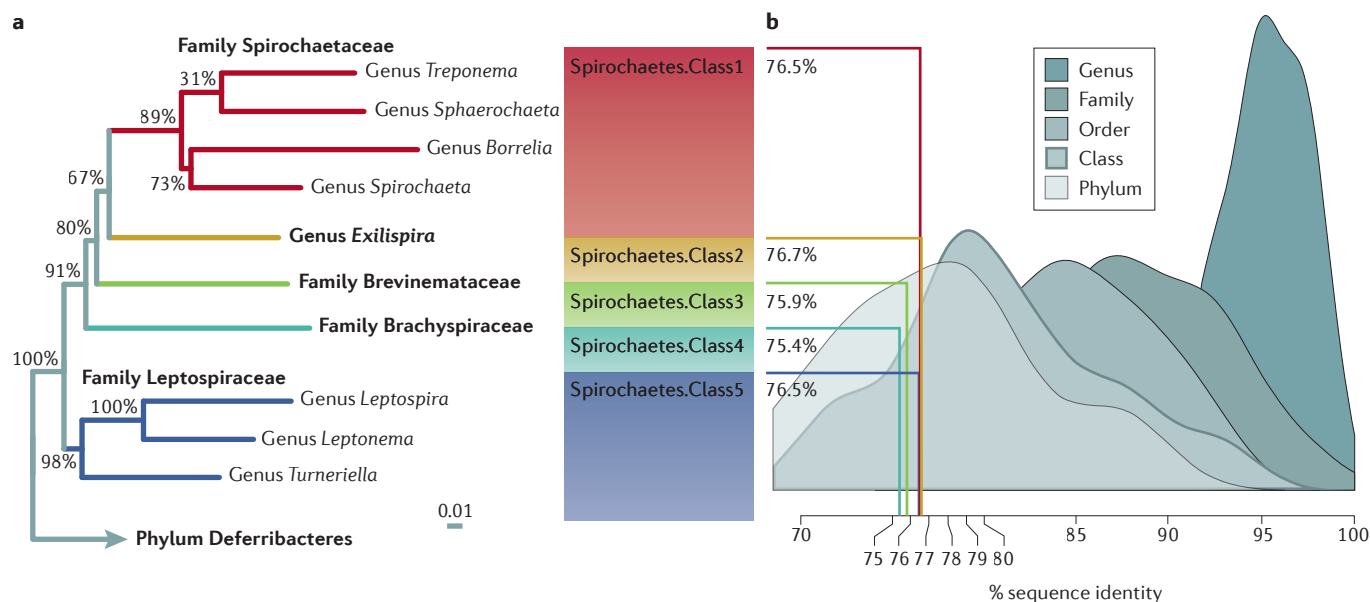 a
Family Spirochaetaceae
31%
Genus Treponema
Genus Sphaerochaeta
89%
Genus Borrelia
73%
Genus Spirochaeta
67%
80%
Genus Exilispira
91%
Family Brevinemataceae
Family Brachyspiraceae
100%
Family Leptospiraceae
100%
Genus Leptospira
Genus Leptonema
98%
Genus Turneriella
0.01
Phylum Deferribacteres
Spirochaetes.Class1
Spirochaetes.Class2
Spirochaetes.Class3
Spirochaetes.Class4
Spirochaetes.Class5
b
76.5%
76.7%
75.9%
75.4%
76.5%
Genus
Family
Order
Class
Phylum
70 85 90 95 100
75 76 77 78 79 80
% sequence identity